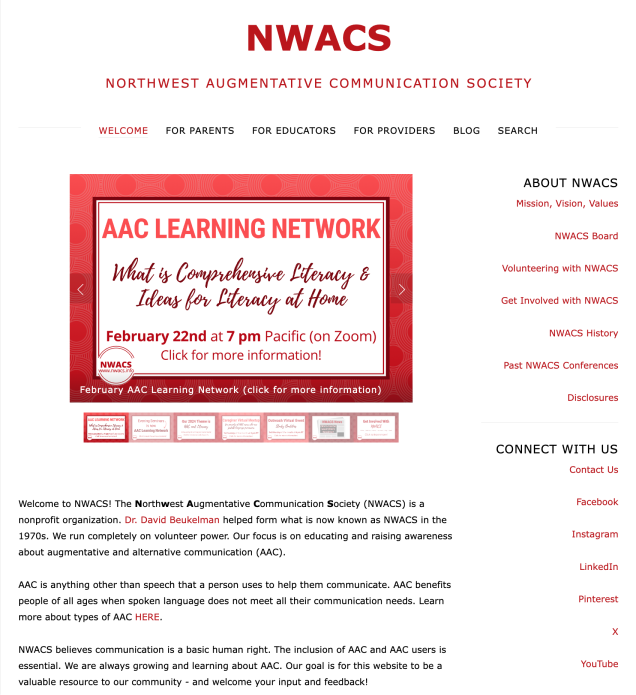 NWACS
NORTHWEST AUGMENTATIVE COMMUNICATION SOCIETY
WELCOME FOR PARENTS FOR EDUCATORS FOR PROVIDERS BLOG SEARCH
AAC LEARNING NETWORK
What is Comprehensive Literacy &
Ideas for Literacy at Home
February 22nd at 7 pm Pacific (on Zoom)
Click for more information!
NWACS
www.nwacs.info
February AAC Learning Network (click for more information)
Welcome to NWACS! The Northwest Augmentative Communication Society (NWACS) is a
nonprofit organization. Dr. David Beukelman helped form what is now known as NWACS in the
1970s. We run completely on volunteer power. Our focus is on educating and raising awareness
about augmentative and alternative communication (AAC).
AAC is anything other than speech that a person uses to help them communicate. AAC benefits
people of all ages when spoken language does not meet all their communication needs. Learn
more about types of AAC HERE.
NWACS believes communication is a basic human right. The inclusion of AAC and AAC users is
essential. We are always growing and learning about AAC. Our goal is for this website to be a
valuable resource to our community - and welcome your input and feedback!
ABOUT NWACS
Mission, Vision, Values
NWACS Board
Volunteering with NWACS
Get Involved with NWACS
NWACS History
Past NWACS Conferences
Disclosures
CONNECT WITH US
Contact Us
Facebook
Instagram
LinkedIn
Pinterest
X
YouTube